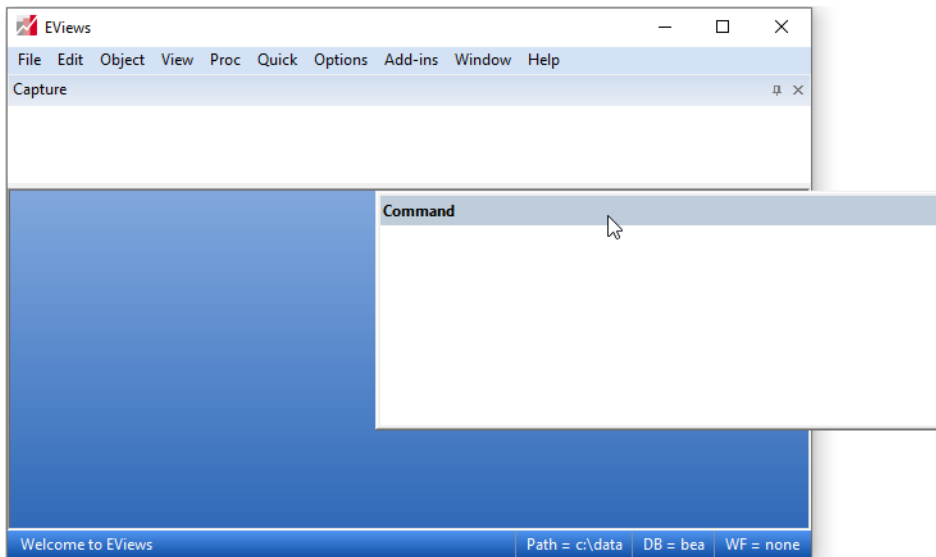 EViews
File Edit Object View Proc Quick Options Add-ins Window Help
Capture
Command
Welcome to EViews Path = c:\data DB = bea WF = none